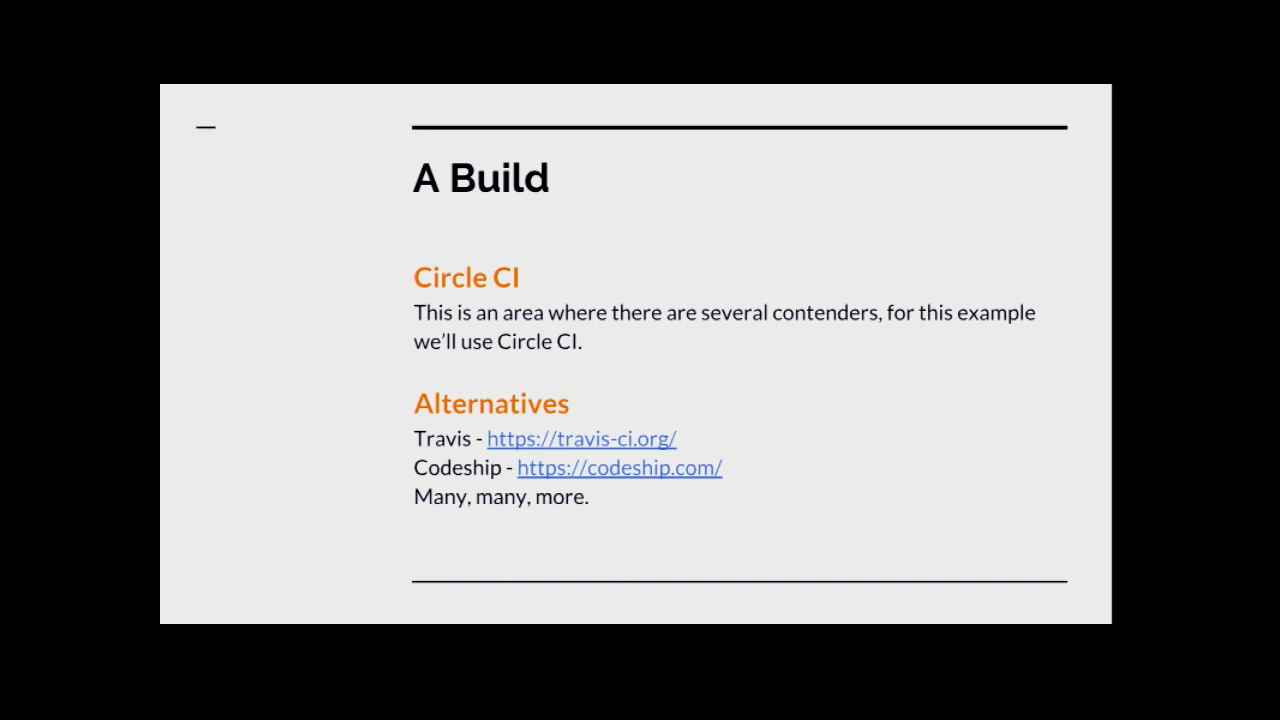 A Build
Circle CI
This is an area where there are several contenders, for this example
we’ll use Circle CI.
Alternatives
Travis - https://travis-ci.org/
Codeship - https://codeship.com/
Many, many, more.